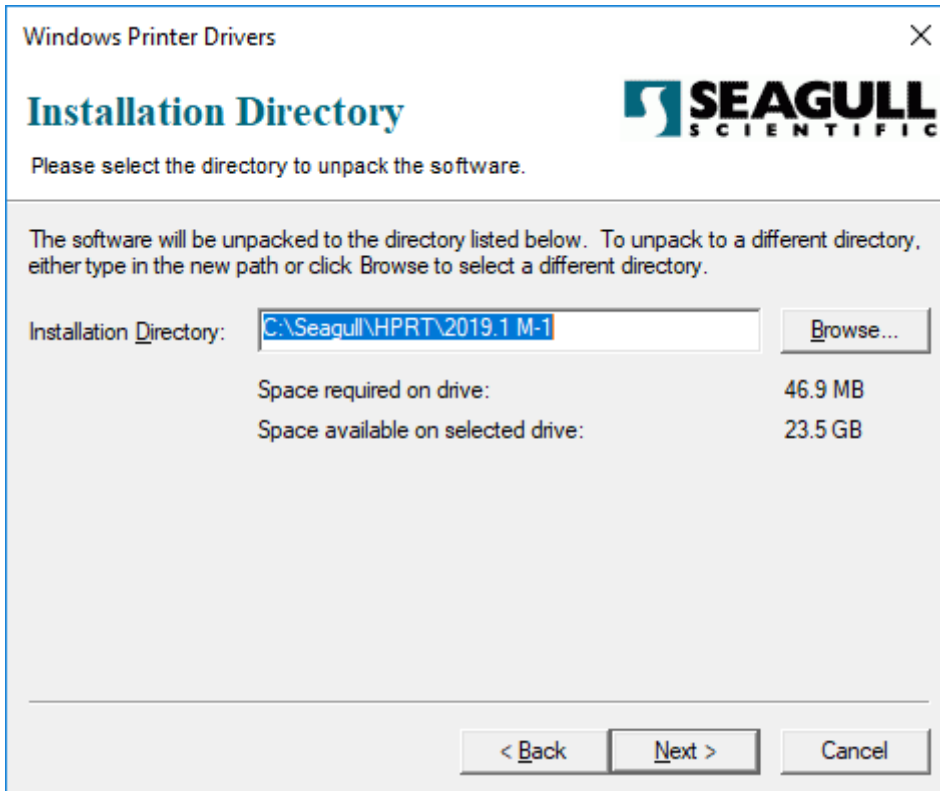 Windows Printer Drivers
Installation Directory
SEAGULL
SCIENTIFIC
Please select the directory to unpack the software.
The software will be unpacked to the directory listed below.  To unpack to a different directory,
either type in the new path or click Browse to select a different directory.
Installation Directory: C:\Seagull\HPRT\2019.1 M-1 Browse...
Space required on drive: 46.9 MB
Space available on selected drive: 23.5 GB
< Back Next > Cancel